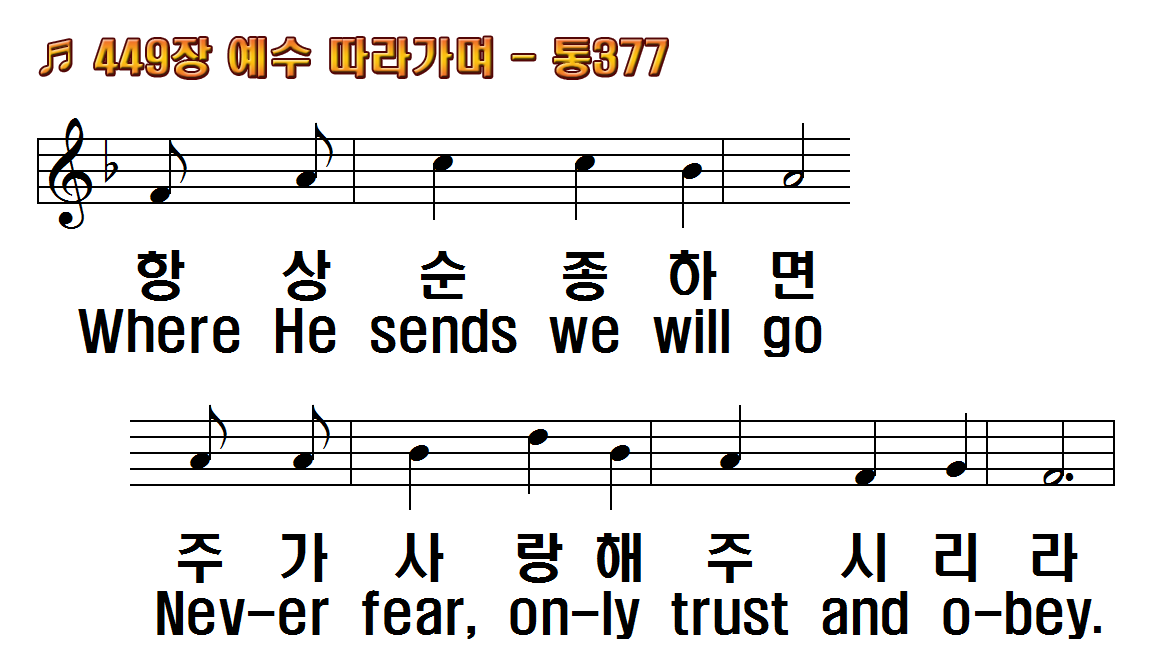 ♬ 449장 예수 따라가며 - 통377
항 상 순 종 하 면
Where He sends we will go
주 가 사 랑 해 주 시 리 라
Nev-er fear, on-ly trust and o-bey.